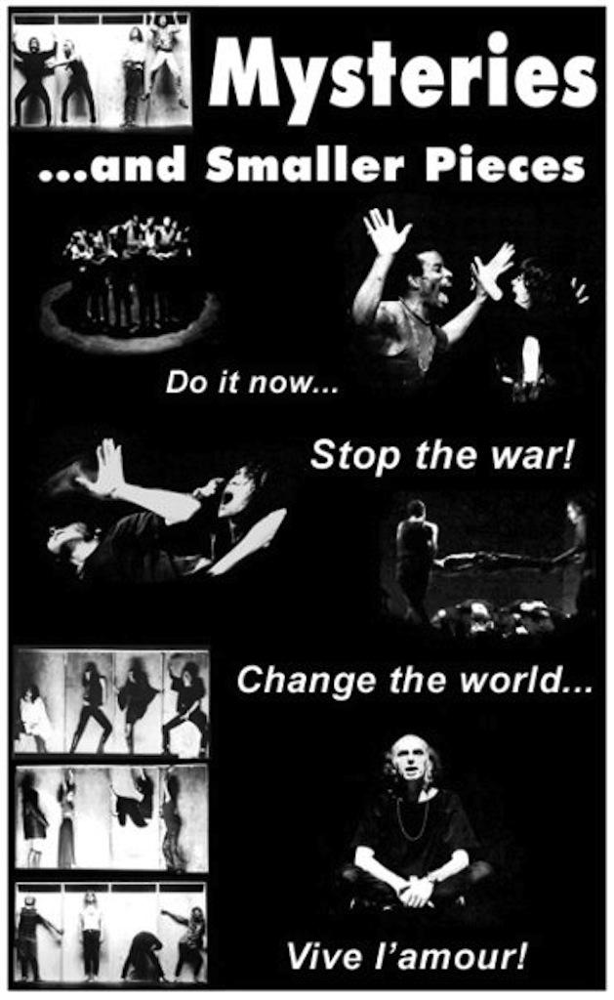 Mysteries
...and Smaller Pieces
Do it now...
Stop the war!
Change the world...
Vive l'amour!